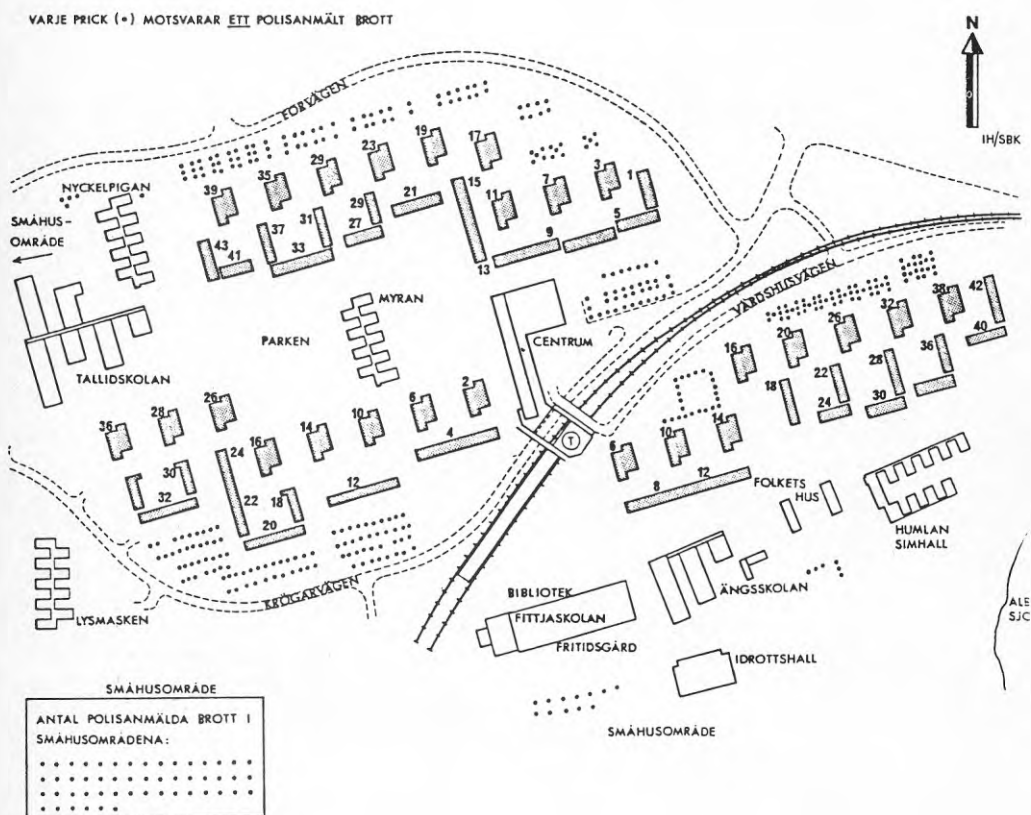 VARJE PRICK (•) MOTSVARAR ETT POLISANMÄLT BROTT
N
IH/SBK
FORVÄGEN
19
17
23
29
35
39
3
1
7
15
11
29
21
31
27
37
5
9
43
41
33
13
NYCKELPIGAN
SMÅHUS-
OMRÅDE
VÄRDSHUSVÄGEN
38
42
32
26
20
40
16
36
28
22
18
24
30
MYRAN
CENTRUM
PARKEN
TALLIDSKOLAN
2
6
26
10
28
14
36
16
24
4
30
12
22
18
32
20
T
14
10
6
12
8
FOLKETS
HUS
HUMLAN
SIMHALL
KRÖGARVÄGEN
LYSMASKEN
BIBLIOTEK
FITTJASKOLAN
FRITIDSGÅRD
ÄNGSSKOLAN
IDROTTSHALL
ALE
SJC
SMÅHUSOMRÅDE
SMÅHUSOMRÅDE
ANTAL POLISANMÄLDA BROTT I
SMÅHUSOMRÅDENA: